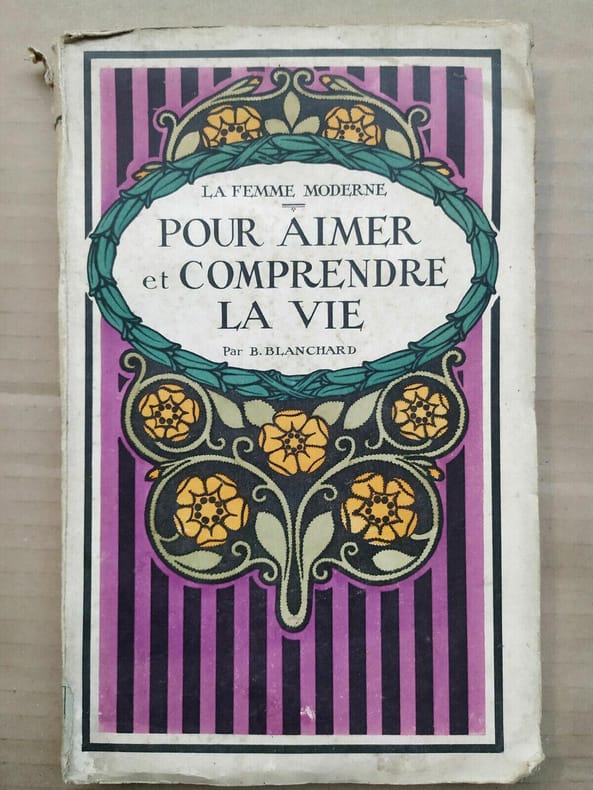 LA FEMME MODERNE
POUR AIMER
et COMPRENDRE
LA VIE
Par B. BLANCHARD